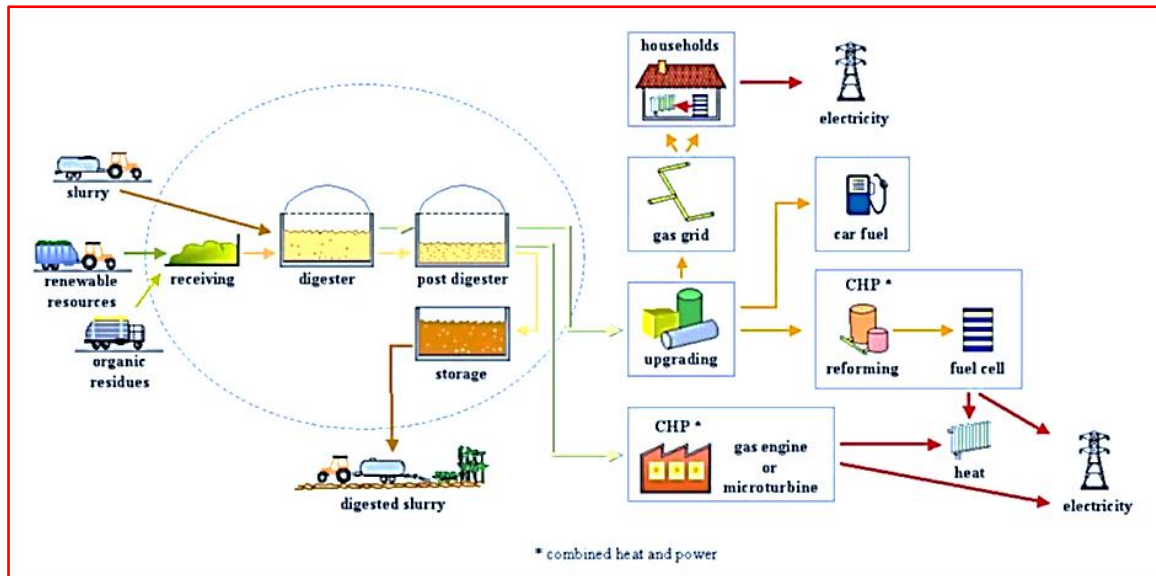 households
electricity
slurry
gas grid
car fuel
renewable
resources
receiving
digester
post digester
organic
residues
storage
upgrading
CHP *
reforming
fuel cell
digested slurry
CHP *
gas engine
or
microturbine
heat
electricity
* combined heat and power